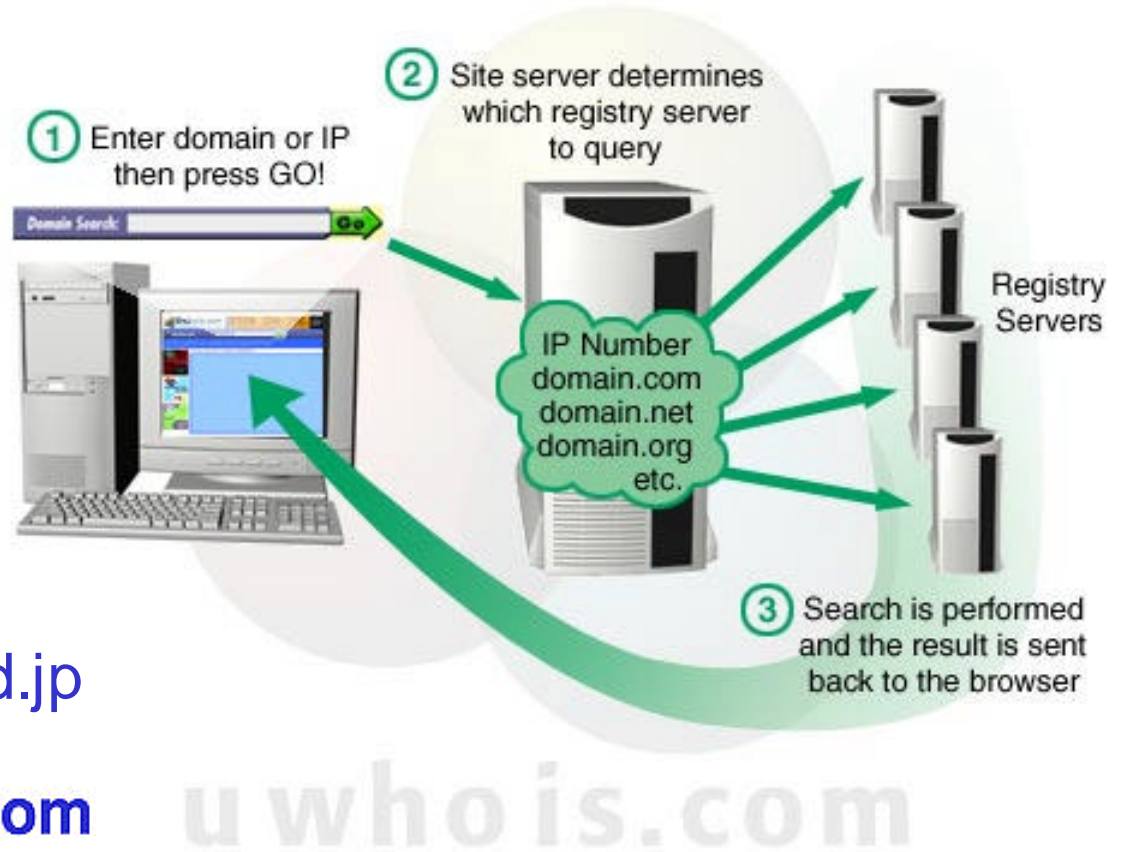 1 Enter domain or IP
then press GO!
Domain Search: Go
2 Site server determines
which registry server
to query
IP Number
domain.com
domain.net
domain.org
etc.
Registry
Servers
3 Search is performed
and the result is sent
back to the browser
d.jp
om
uwhois.com